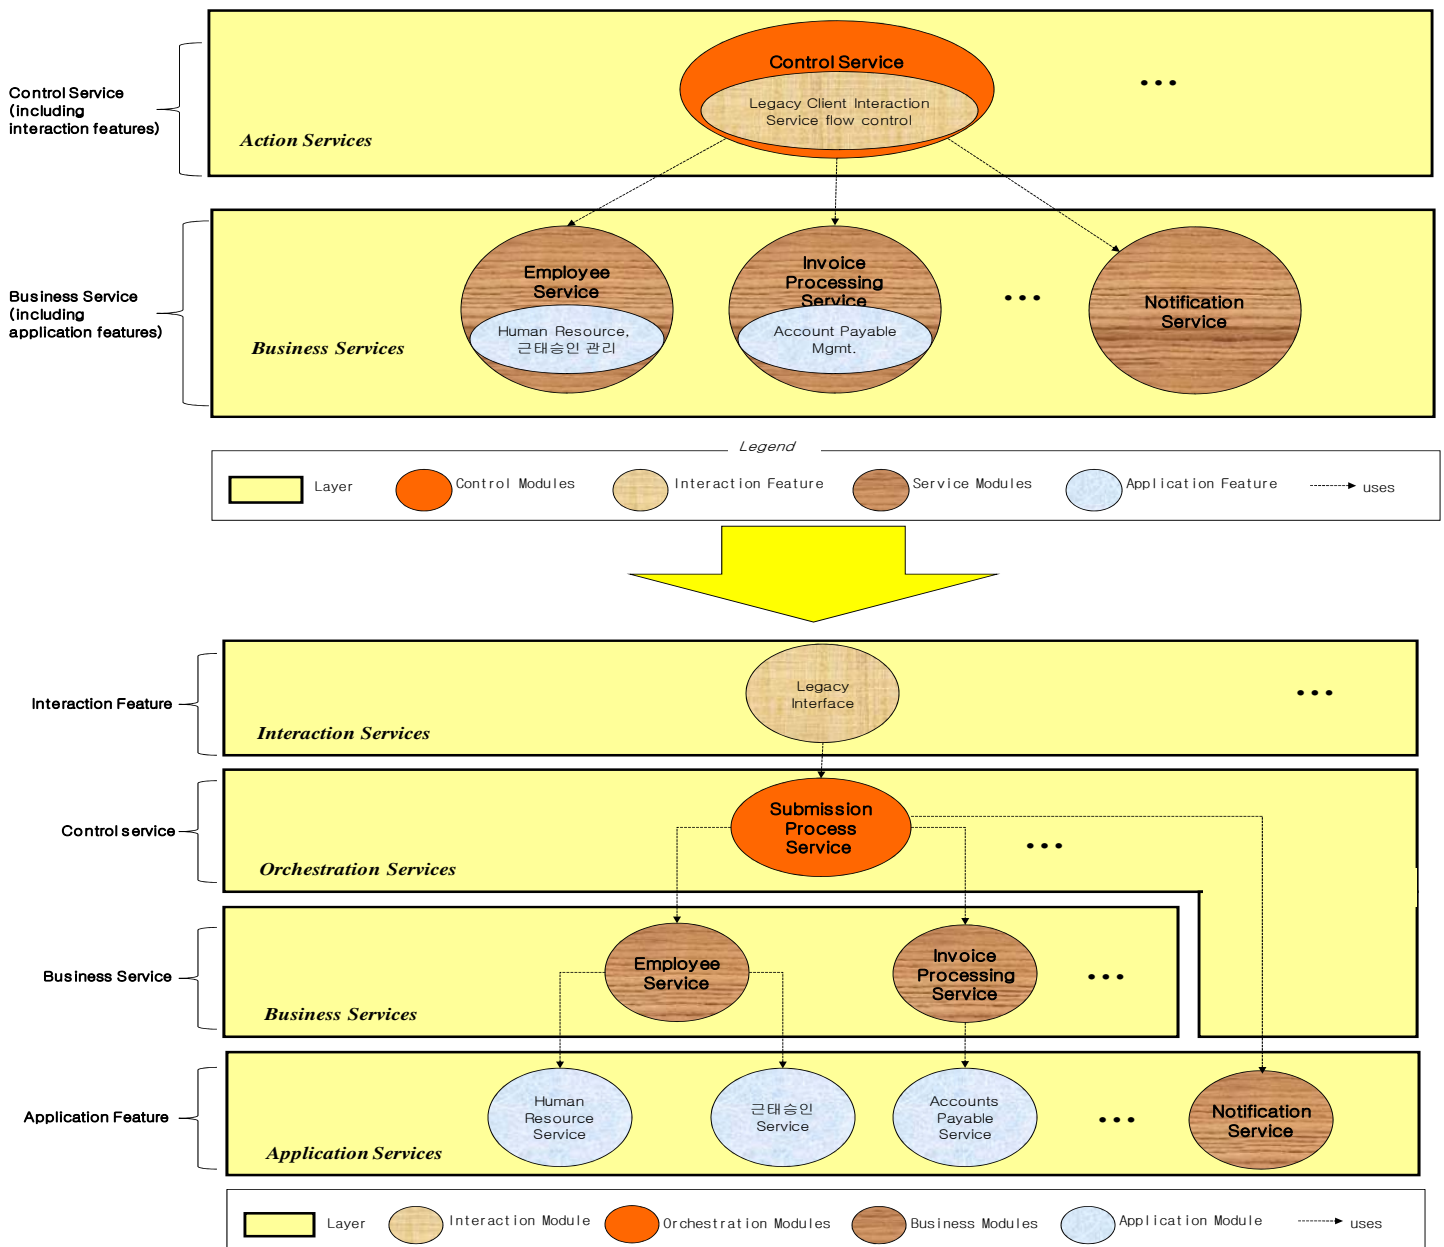 Control Service
(including
interaction features)
Action Services
Control Service
Legacy Client Interaction
Service flow control
...
Business Service
(including
application features)
Business Services
Employee
Service
Human Resource,
근태승인 관리
Invoice
Processing
Service
Account Payable
Mgmt.
...
Notification
Service
Legend
Layer
Control Modules
Interaction Feature
Service Modules
Application Feature
uses
Interaction Feature
Interaction Services
Legacy
Interface
...
Control service
Orchestration Services
Submission
Process
Service
...
Business Service
Business Services
Employee
Service
Invoice
Processing
Service
...
Application Feature
Application Services
Human
Resource
Service
근태승인
Service
Accounts
Payable
Service
...
Notification
Service
Layer
Interaction Module
Orchestration Modules
Business Modules
Application Module
uses